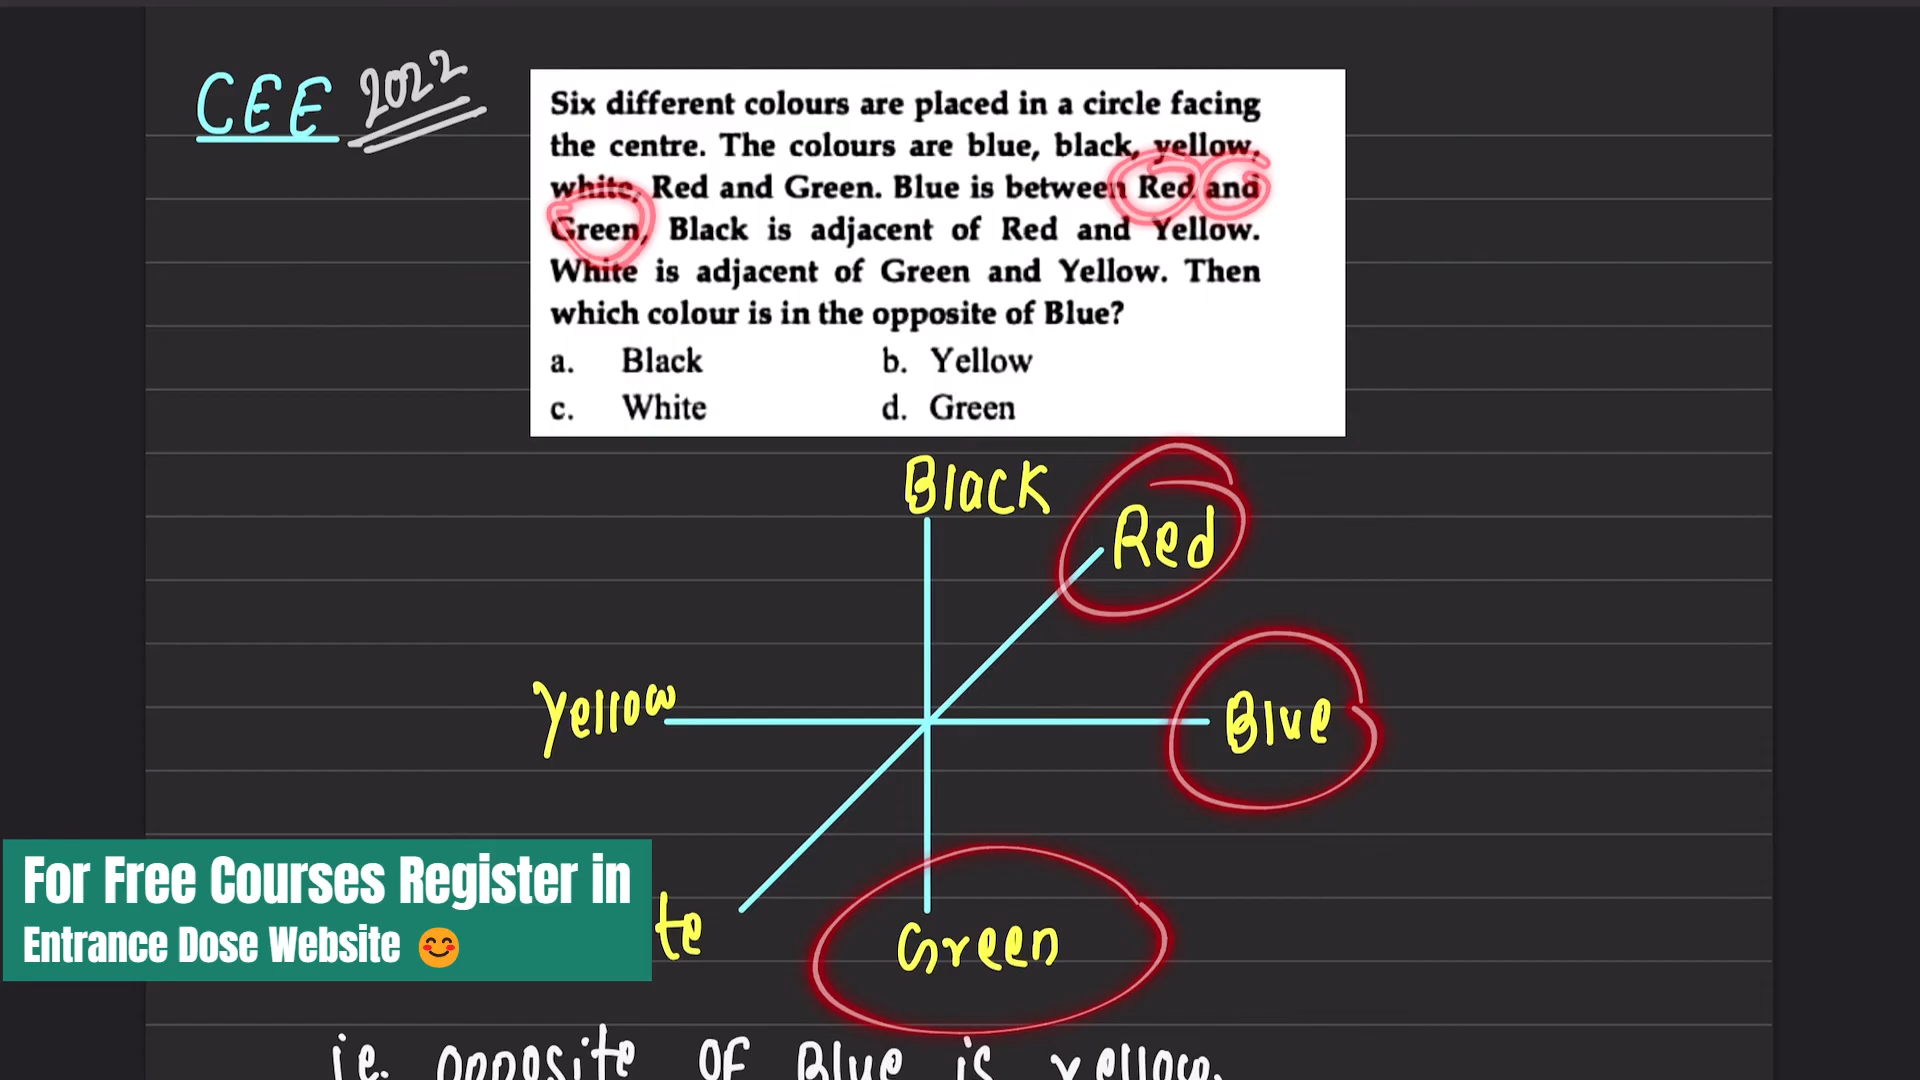 CEE 2022
Six different colours are placed in a circle facing
the centre. The colours are blue, black, yellow,
white, Red and Green. Blue is between Red and
Green, Black is adjacent of Red and Yellow.
White is adjacent of Green and Yellow. Then
which colour is in the opposite of Blue?
a. Black b. Yellow
c. White d. Green
Black
Red
Yellow
Blue
For Free Courses Register in
Entrance Dose Website 😊
te
Green
i.e. opposite of Blue is yellow.